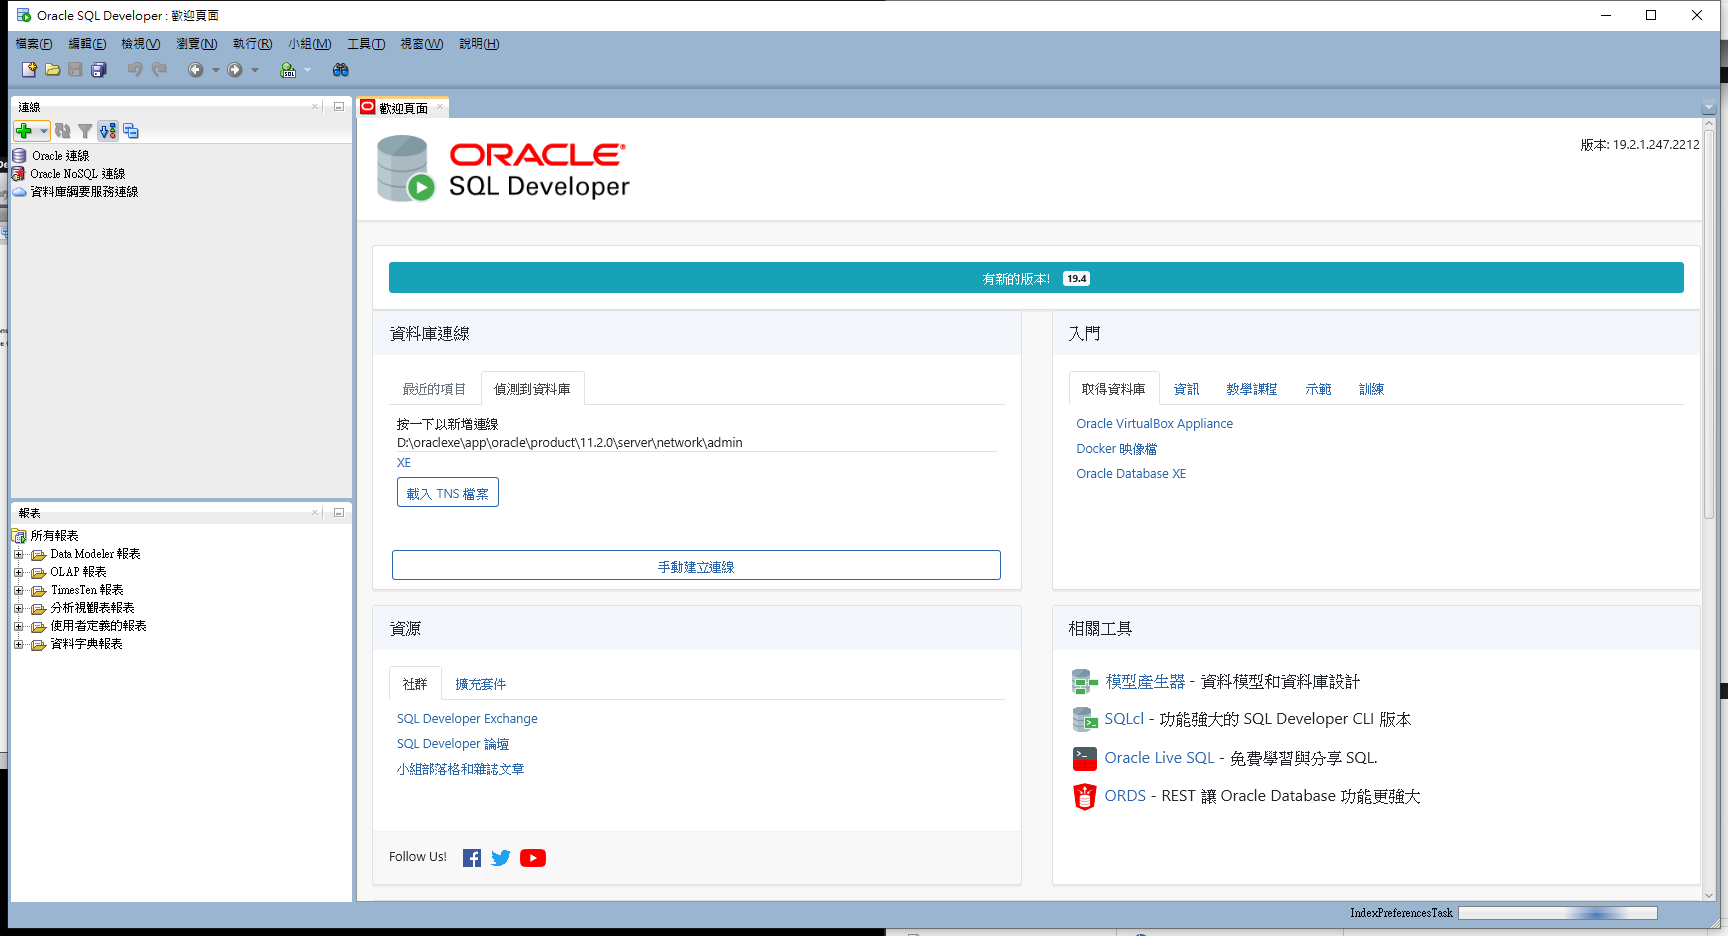 Oracle SQL Developer : 歡迎頁面
檔案(F) 編輯(E) 檢視(V) 瀏覽(N) 執行(R) 小組(M) 工具(T) 視窗(W) 說明(H)
連線
Oracle 連線
Oracle NoSQL 連線
資料庫綱要服務連線
報表
所有報表
Data Modeler 報表
OLAP 報表
TimesTen 報表
分析視觀表報表
使用者定義的報表
資料字典報表
歡迎頁面
ORACLE
SQL Developer
版本: 19.2.1.247.2212
有新的版本! 19.4
資料庫連線
最近的項目 偵測到資料庫
按一下以新增連線
D:\oraclexe\app\oracle\product\11.2.0\server\network\admin
XE
載入 TNS 檔案
手動建立連線
入門
取得資料庫 資訊 教學課程 示範 訓練
Oracle VirtualBox Appliance
Docker 映像檔
Oracle Database XE
資源
社群 擴充套件
SQL Developer Exchange
SQL Developer 論壇
小組部落格和雜誌文章
Follow Us!
相關工具
模型產生器 - 資料模型和資料庫設計
SQLcl - 功能強大的 SQL Developer CLI 版本
Oracle Live SQL - 免費學習與分享 SQL.
ORDS - REST 讓 Oracle Database 功能更強大
IndexPreferencesTask